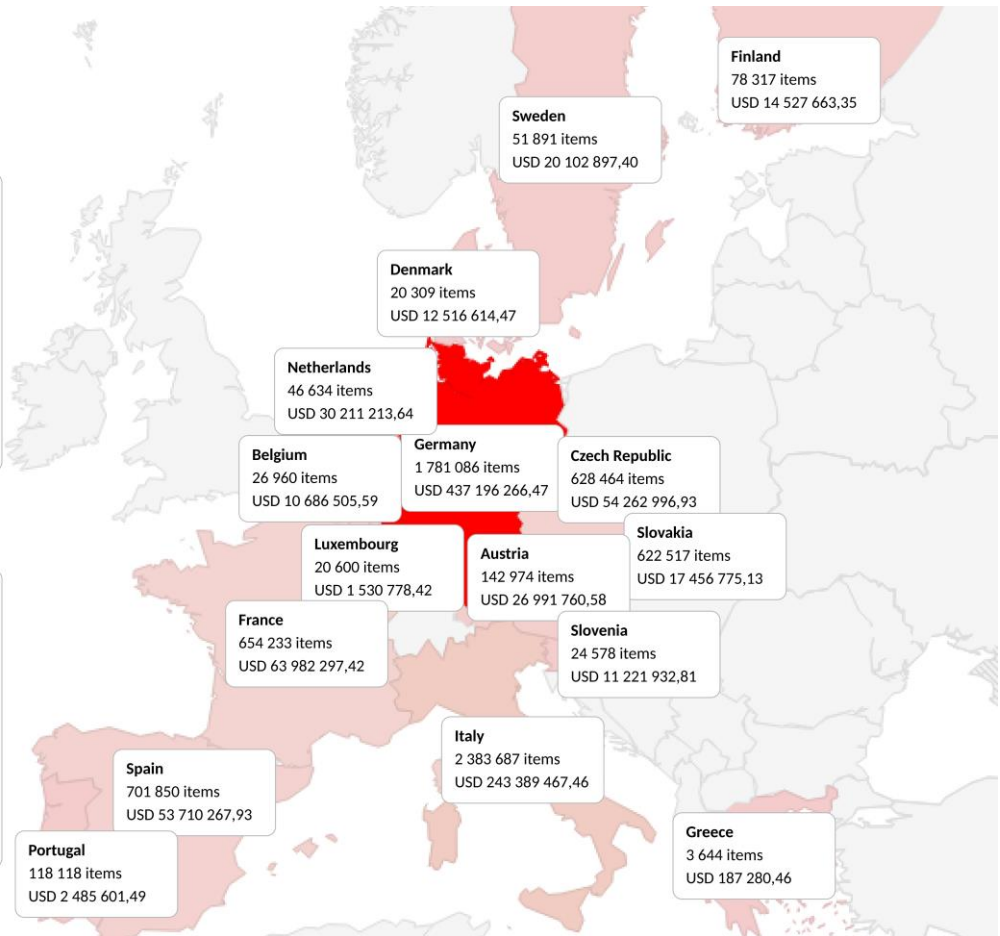 Finland
78 317 items
USD 14 527 663,35
Sweden
51 891 items
USD 20 102 897,40
Denmark
20 309 items
USD 12 516 614,47
Netherlands
46 634 items
USD 30 211 213,64
Germany
1 781 086 items
USD 437 196 266,47
Belgium
26 960 items
USD 10 686 505,59
Czech Republic
628 464 items
USD 54 262 996,93
Slovakia
622 517 items
USD 17 456 775,13
Luxembourg
20 600 items
USD 1 530 778,42
Austria
142 974 items
USD 26 991 760,58
France
654 233 items
USD 63 982 297,42
Slovenia
24 578 items
USD 11 221 932,81
Italy
2 383 687 items
USD 243 389 467,46
Spain
701 850 items
USD 53 710 267,93
Greece
3 644 items
USD 187 280,46
Portugal
118 118 items
USD 2 485 601,49